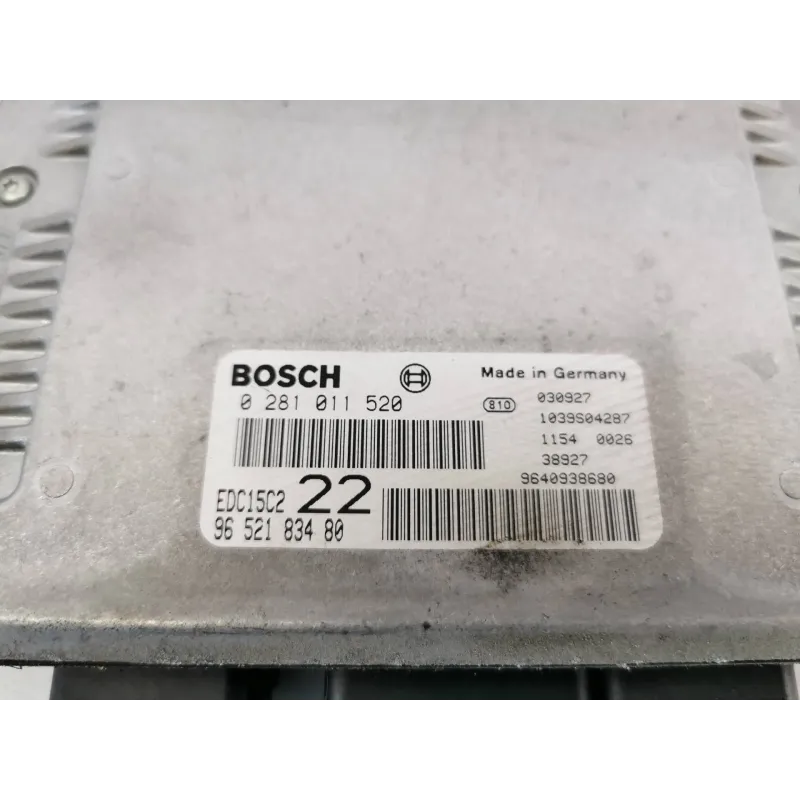 BOSCH
0 281 011 520
EDC15C2 22
96 521 834 80
Made in Germany
810 030927
1039S04287
1154 0026
38927
9640938680